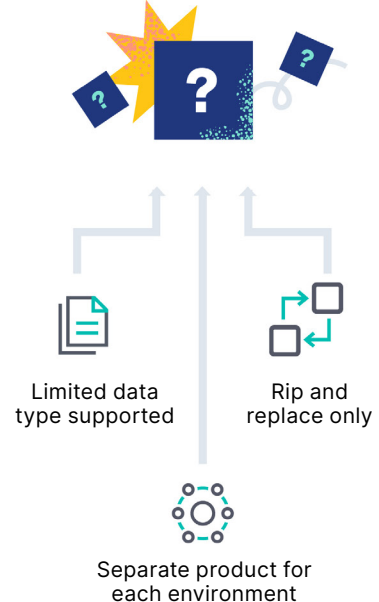 ?
?
?
Limited data
type supported
Rip and
replace only
Separate product for
each environment